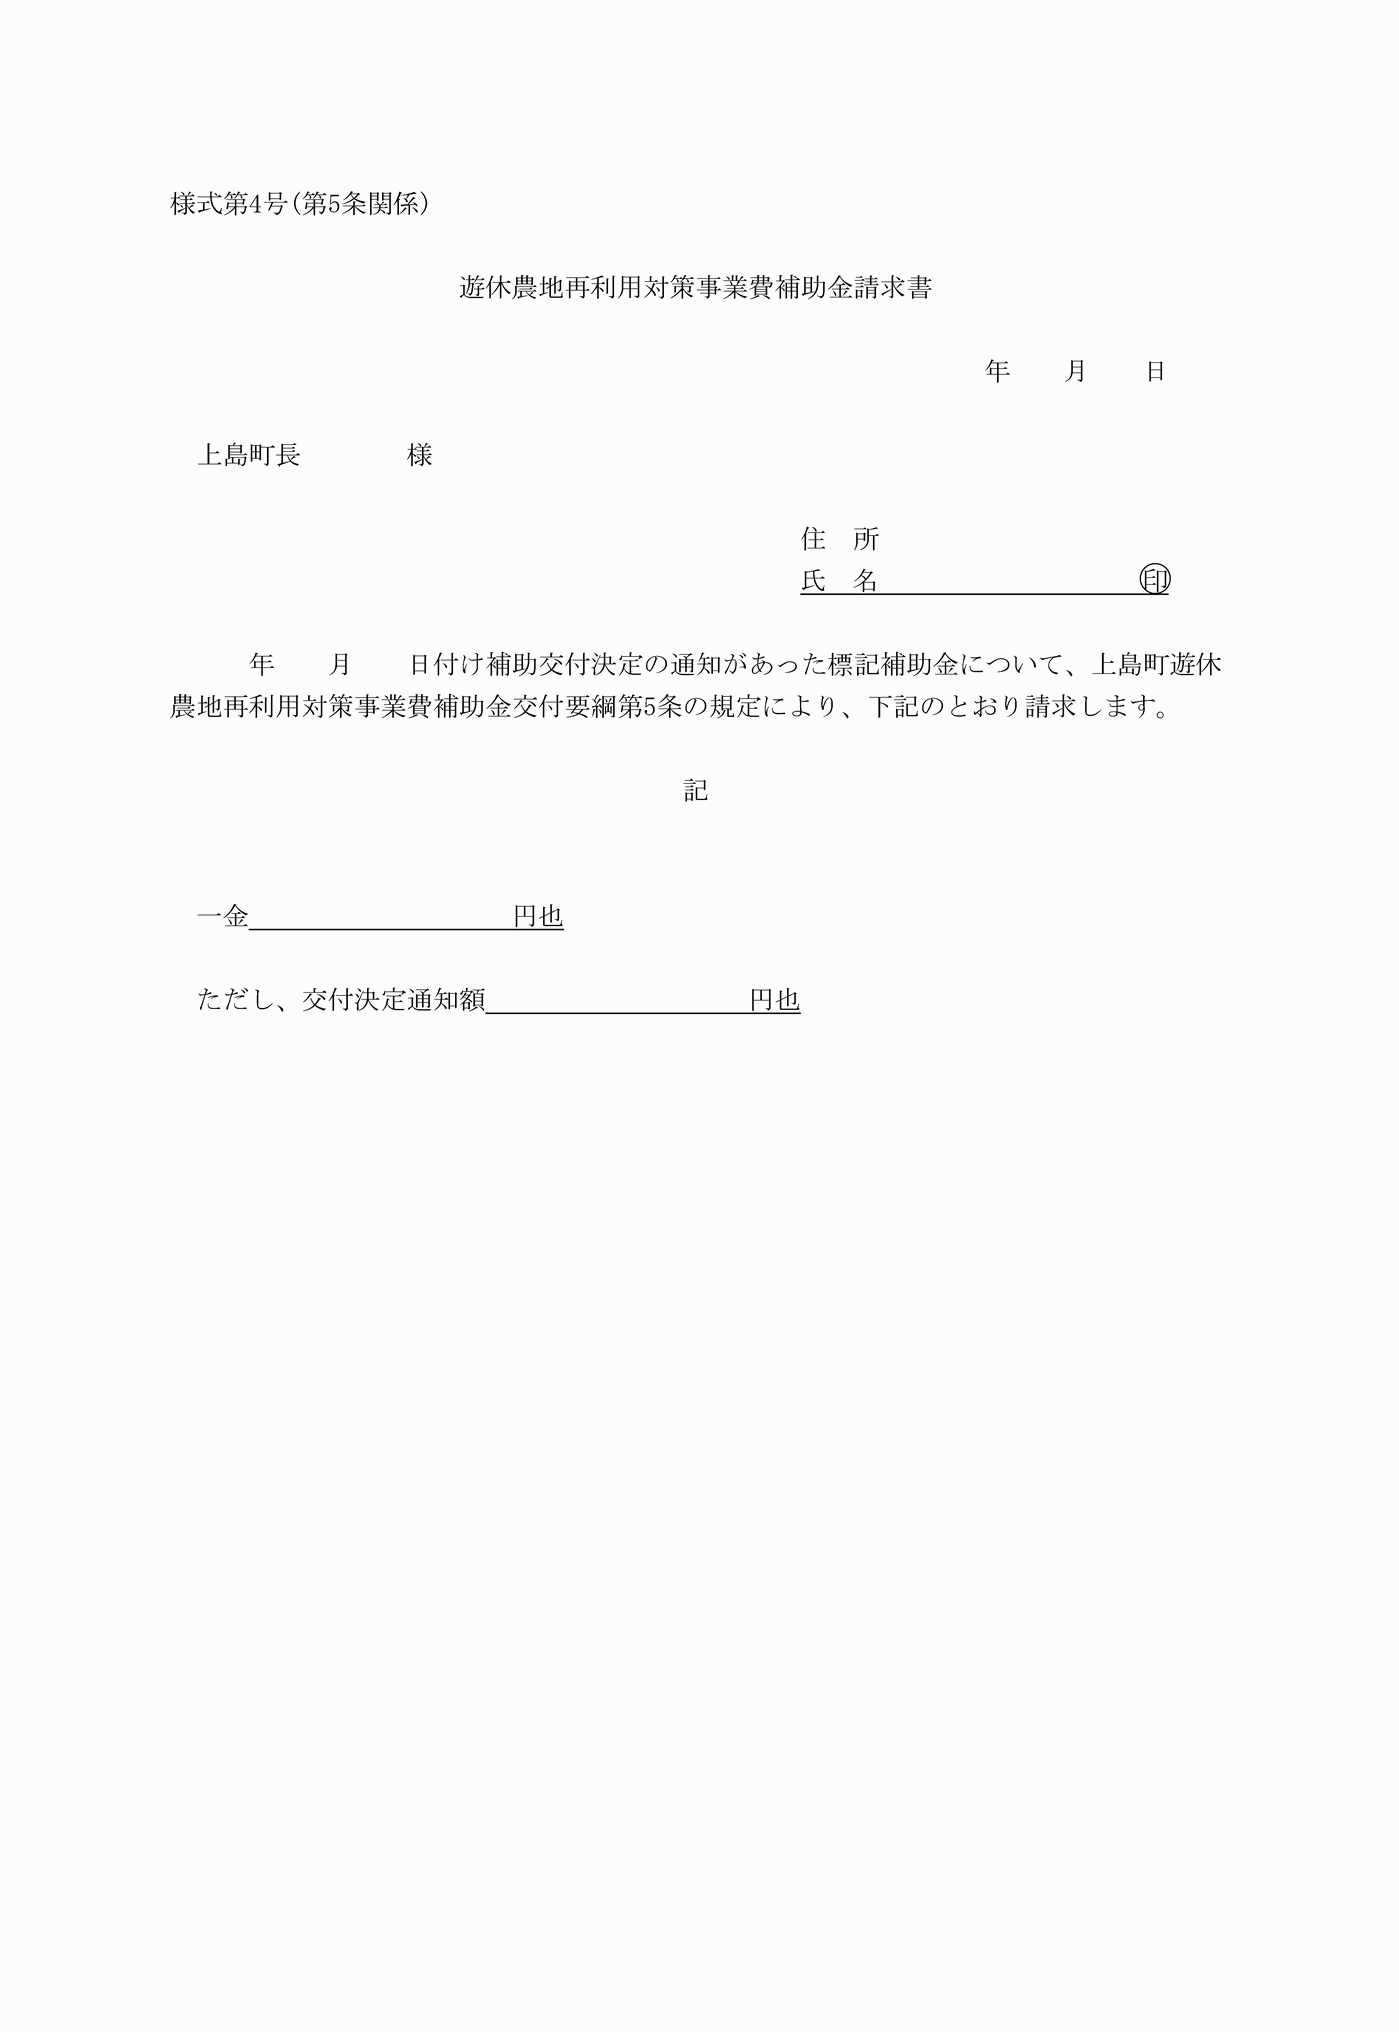 様式第4号(第5条関係)
遊休農地再利用対策事業費補助金請求書
年　　月　　日
上島町長　　　　様
住　所
氏　名　　　　　　　　　　㊞
年　　月　　日付け補助交付決定の通知があった標記補助金について、上島町遊休
農地再利用対策事業費補助金交付要綱第5条の規定により、下記のとおり請求します。
記
一金　　　　　　　　　　円也
ただし、交付決定通知額　　　　　　　　　　円也